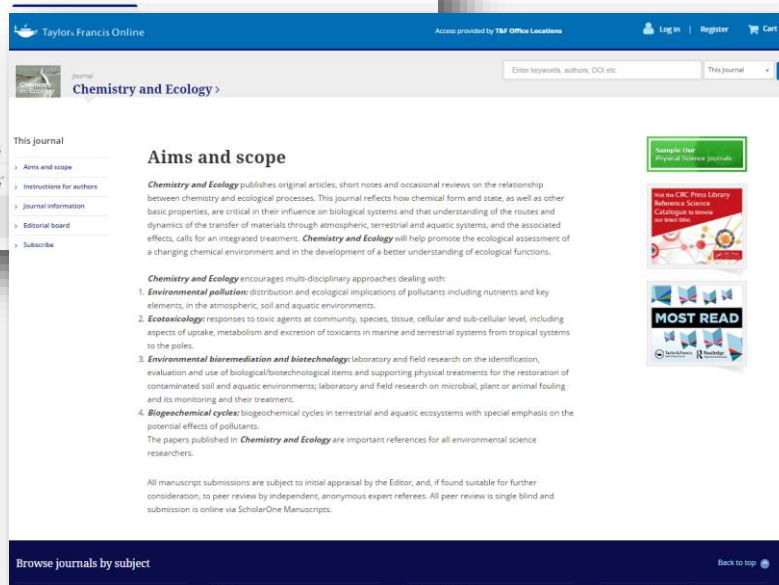 Taylor & Francis Online
Access provided by T&F Office Locations
Log in | Register
Cart
Journal
Chemistry and Ecology >
Enter keywords, authors, DOI etc.
This Journal
This journal
> Aims and scope
> Instructions for authors
> Journal information
> Editorial board
> Subscribe
Aims and scope
Chemistry and Ecology publishes original articles, short notes and occasional reviews on the relationship
between chemistry and ecological processes. This journal reflects how chemical form and state, as well as other
basic properties, are critical in their influence on biological systems and that understanding of the routes and
dynamics of the transfer of materials through atmospheric, terrestrial and aquatic systems, and the associated
effects, calls for an integrated treatment. Chemistry and Ecology will help promote the ecological assessment of
a changing chemical environment and in the development of a better understanding of ecological functions.
Chemistry and Ecology encourages multi-disciplinary approaches dealing with:
1. Environmental pollution: distribution and ecological implications of pollutants including nutrients and key
elements, in the atmospheric, soil and aquatic environments.
2. Ecotoxicology: responses to toxic agents at community, species, tissue, cellular and sub-cellular level, including
aspects of uptake, metabolism and excretion of toxicants in marine and terrestrial systems from tropical systems
to the poles.
3. Environmental bioremediation and biotechnology: laboratory and field research on the identification,
evaluation and use of biological/biotechnological items and supporting physical treatments for the restoration of
contaminated soil and aquatic environments; laboratory and field research on microbial, plant or animal fouling
and its monitoring and their treatment.
4. Biogeochemical cycles: biogeochemical cycles in terrestrial and aquatic ecosystems with special emphasis on the
potential effects of pollutants.
The papers published in Chemistry and Ecology are important references for all environmental science
researchers.
All manuscript submissions are subject to initial appraisal by the Editor, and, if found suitable for further
consideration, to peer review by independent, anonymous expert referees. All peer review is single blind and
submission is online via ScholarOne Manuscripts.
Sample Our
Physical Science Journals
Visit the CRC Press Library
Reference Science
Catalogue to browse
our latest titles
MOST READ
Taylor & Francis
Routledge
Browse journals by subject
Back to top